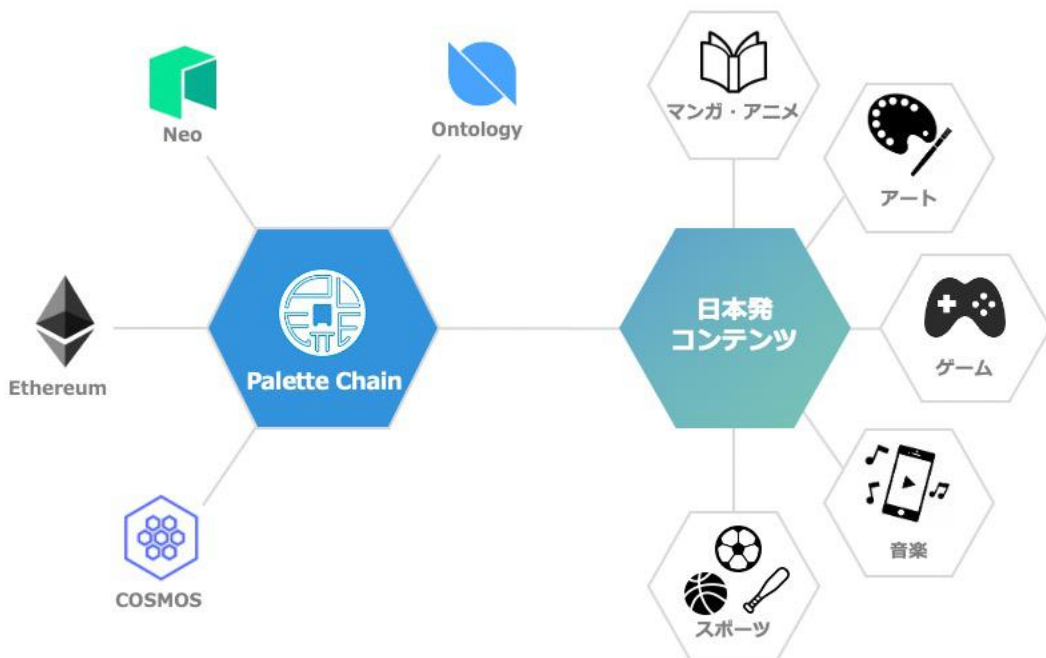 Neo
Ontology
Ethereum
Palette Chain
COSMOS
日本発
コンテンツ
マンガ・アニメ
アート
ゲーム
音楽
スポーツ